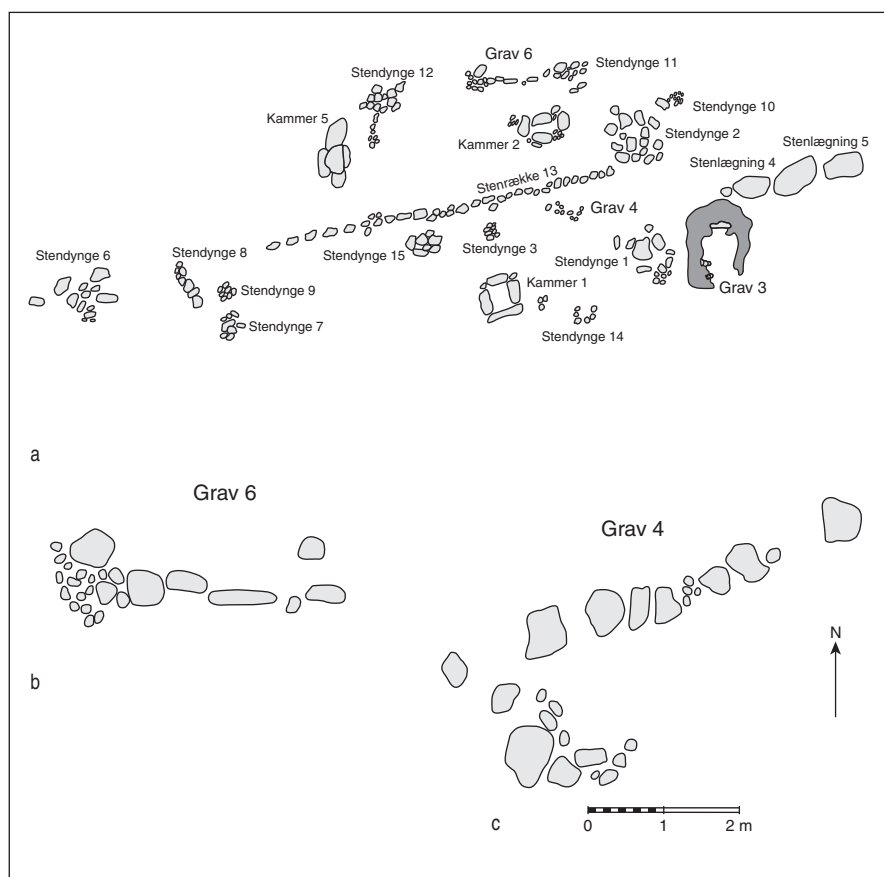 Grav 6
Stendynge 12
Stendynge 11
Stendynge 10
Kammer 5
Kammer 2
Stendynge 2
Stenlægning 5
Stenlægning 4
Stenrække 13
Grav 4
Stendynge 6
Stendynge 8
Stendynge 15
Stendynge 3
Stendynge 1
Stendynge 9
Kammer 1
Grav 3
Stendynge 7
Stendynge 14
a
Grav 6
Grav 4
N
b
c
0 1 2 m